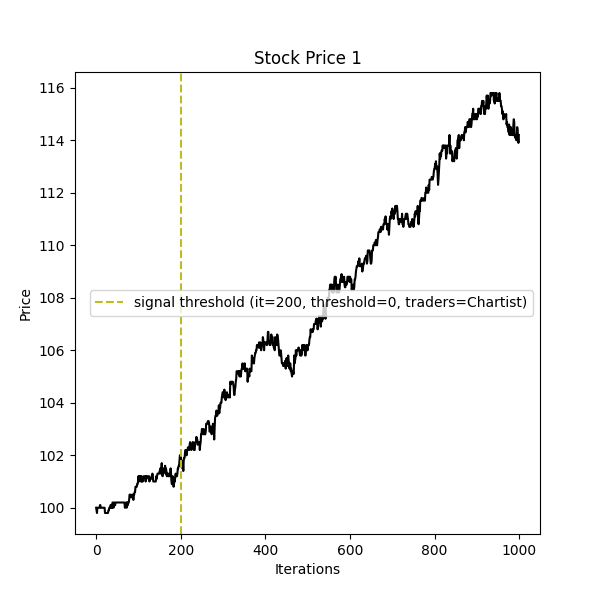 Stock Price 1
116
114
112
110
108
106
104
102
100
Price
signal threshold (it=200, threshold=0, traders=Chartist)
0 200 400 600 800 1000
Iterations